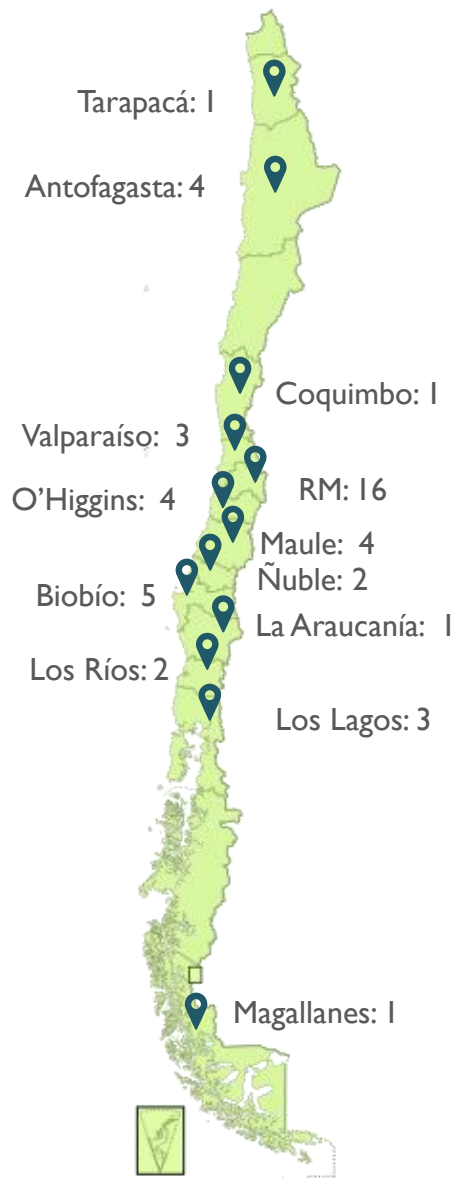 Tarapacá: 1
Antofagasta: 4
Coquimbo: 1
Valparaíso: 3
RM: 16
O’Higgins: 4
Maule: 4
Ñuble: 2
Biobío: 5
La Araucanía: 1
Los Ríos: 2
Los Lagos: 3
Magallanes: 1